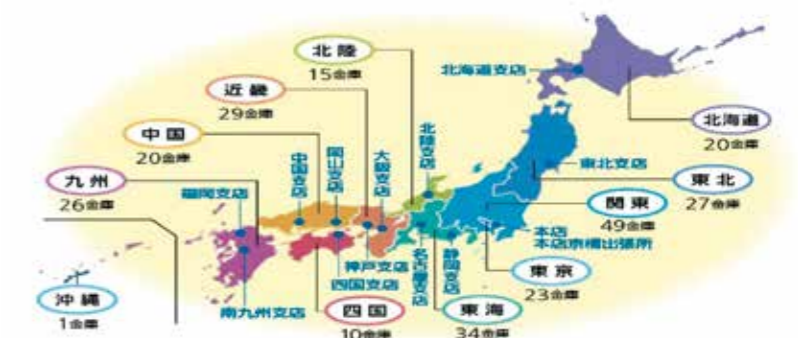 北陸
15金庫
近畿
29金庫
中国
20金庫
九州
26金庫
沖縄
1金庫
北海道
20金庫
東北
27金庫
関東
49金庫
東京
23金庫
東海
34金庫
四国
10金庫
北海道支店
東北支店
本店
本店京橋出張所
北陸支店
大阪支店
岡山支店
中国支店
福岡支店
南九州支店
四国支店
神戸支店
名古屋支店
静岡支店